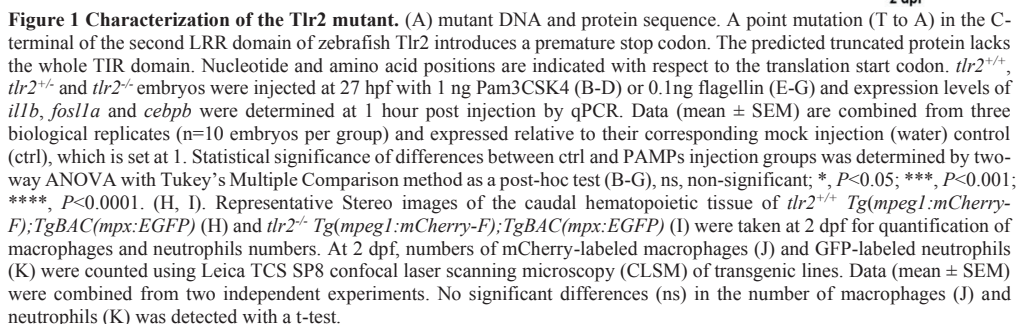 2 dpf
Figure 1 Characterization of the Tlr2 mutant. (A) mutant DNA and protein sequence. A point mutation (T to A) in the C-
terminal of the second LRR domain of zebrafish Tlr2 introduces a premature stop codon. The predicted truncated protein lacks
the whole TIR domain. Nucleotide and amino acid positions are indicated with respect to the translation start codon. tlr2+/+,
tlr2+/- and tlr2-/- embryos were injected at 27 hpf with 1 ng Pam3CSK4 (B-D) or 0.1ng flagellin (E-G) and expression levels of
il1b, fosl1a and cebpb were determined at 1 hour post injection by qPCR. Data (mean ± SEM) are combined from three
biological replicates (n=10 embryos per group) and expressed relative to their corresponding mock injection (water) control
(ctrl), which is set at 1. Statistical significance of differences between ctrl and PAMPs injection groups was determined by two-
way ANOVA with Tukey’s Multiple Comparison method as a post-hoc test (B-G), ns, non-significant; *, P<0.05; ***, P<0.001;
****, P<0.0001. (H, I). Representative Stereo images of the caudal hematopoietic tissue of tlr2+/+ Tg(mpeg1:mCherry-
F);TgBAC(mpx:EGFP) (H) and tlr2-/- Tg(mpeg1:mCherry-F);TgBAC(mpx:EGFP) (I) were taken at 2 dpf for quantification of
macrophages and neutrophils numbers. At 2 dpf, numbers of mCherry-labeled macrophages (J) and GFP-labeled neutrophils
(K) were counted using Leica TCS SP8 confocal laser scanning microscopy (CLSM) of transgenic lines. Data (mean ± SEM)
were combined from two independent experiments. No significant differences (ns) in the number of macrophages (J) and
neutrophils (K) was detected with a t-test.